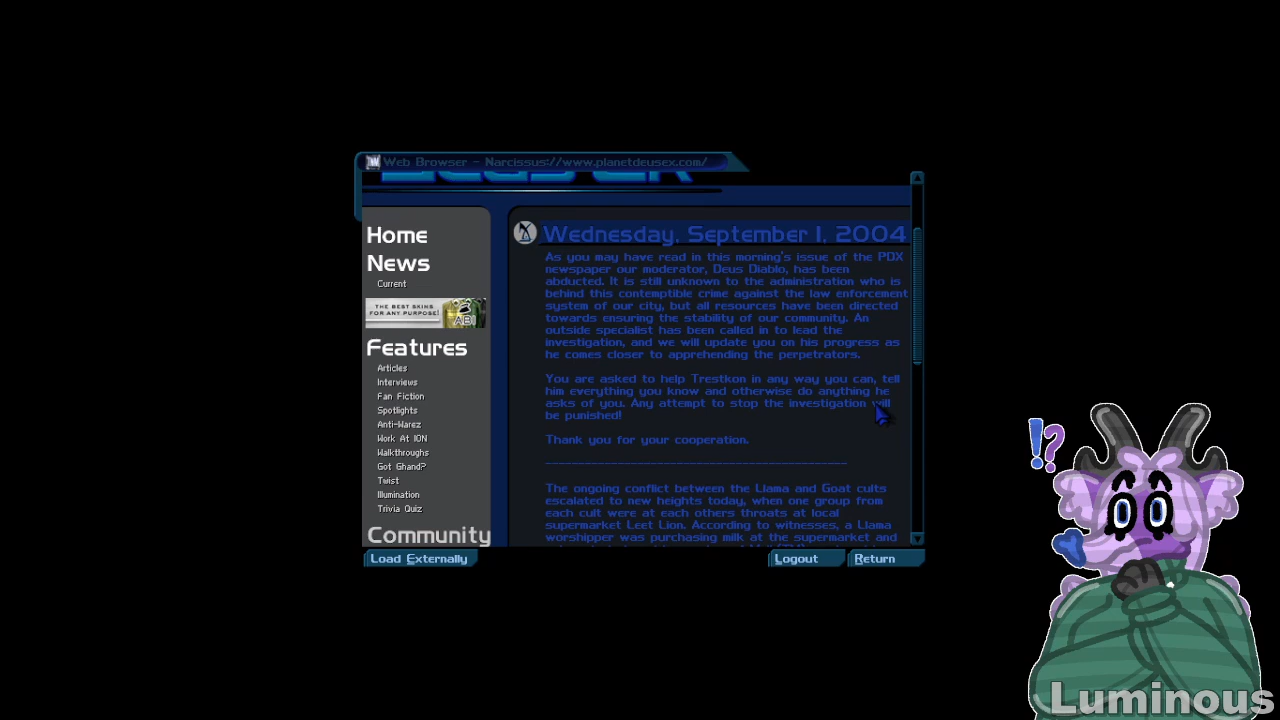 Web Browser - Narcissus://www.planetdeusex.com/
Home
News
Current
THE BEST SKINS
FOR ANY PURPOSE!
ABI
Features
Articles
Interviews
Fan Fiction
Spotlights
Anti-Warez
Work At ION
Walkthroughs
Got Ghand?
Twist
Illumination
Trivia Quiz
Community
Wednesday, September 1, 2004
As you may have read in this morning's issue of the PDX
newspaper our moderator, Deus Diablo, has been
abducted. It is still unknown to the administration who is
behind this contemptible crime against the law enforcement
system of our city, but all resources have been directed
towards ensuring the stability of our community. An
outside specialist has been called in to lead the
investigation, and we will update you on his progress as
he comes closer to apprehending the perpetrators.
You are asked to help Trestkon in any way you can, tell
him everything you know and otherwise do anything he
asks of you. Any attempt to stop the investigation will
be punished!
Thank you for your cooperation.
The ongoing conflict between the Llama and Goat cults
escalated to new heights today, when one group from
each cult were at each others throats at local
supermarket Leet Lion. According to witnesses, a Llama
worshipper was purchasing milk at the supermarket and
Load Externally
Logout
Return
!?
Luminous